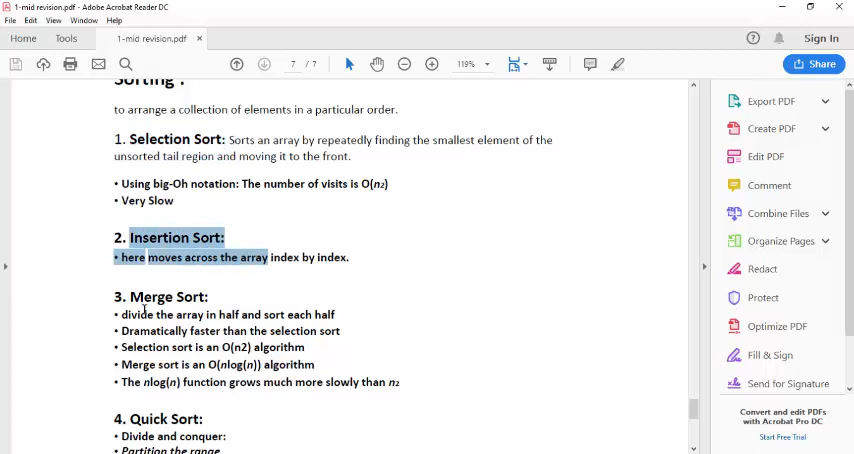 1-mid revision.pdf - Adobe Acrobat Reader DC
File Edit View Window Help
Home Tools 1-mid revision.pdf × Sign In
7 / 7 119% Share
Sorting :
to arrange a collection of elements in a particular order.
1. Selection Sort: Sorts an array by repeatedly finding the smallest element of the
unsorted tail region and moving it to the front.
• Using big-Oh notation: The number of visits is O(n2)
• Very Slow
2. Insertion Sort:
• here moves across the array index by index.
3. Merge Sort:
• divide the array in half and sort each half
• Dramatically faster than the selection sort
• Selection sort is an O(n2) algorithm
• Merge sort is an O(nlog(n)) algorithm
• The nlog(n) function grows much more slowly than n2
4. Quick Sort:
• Divide and conquer:
• Partition the range
Export PDF
Create PDF
Edit PDF
Comment
Combine Files
Organize Pages
Redact
Protect
Optimize PDF
Fill & Sign
Send for Signature
Convert and edit PDFs
with Acrobat Pro DC
Start Free Trial